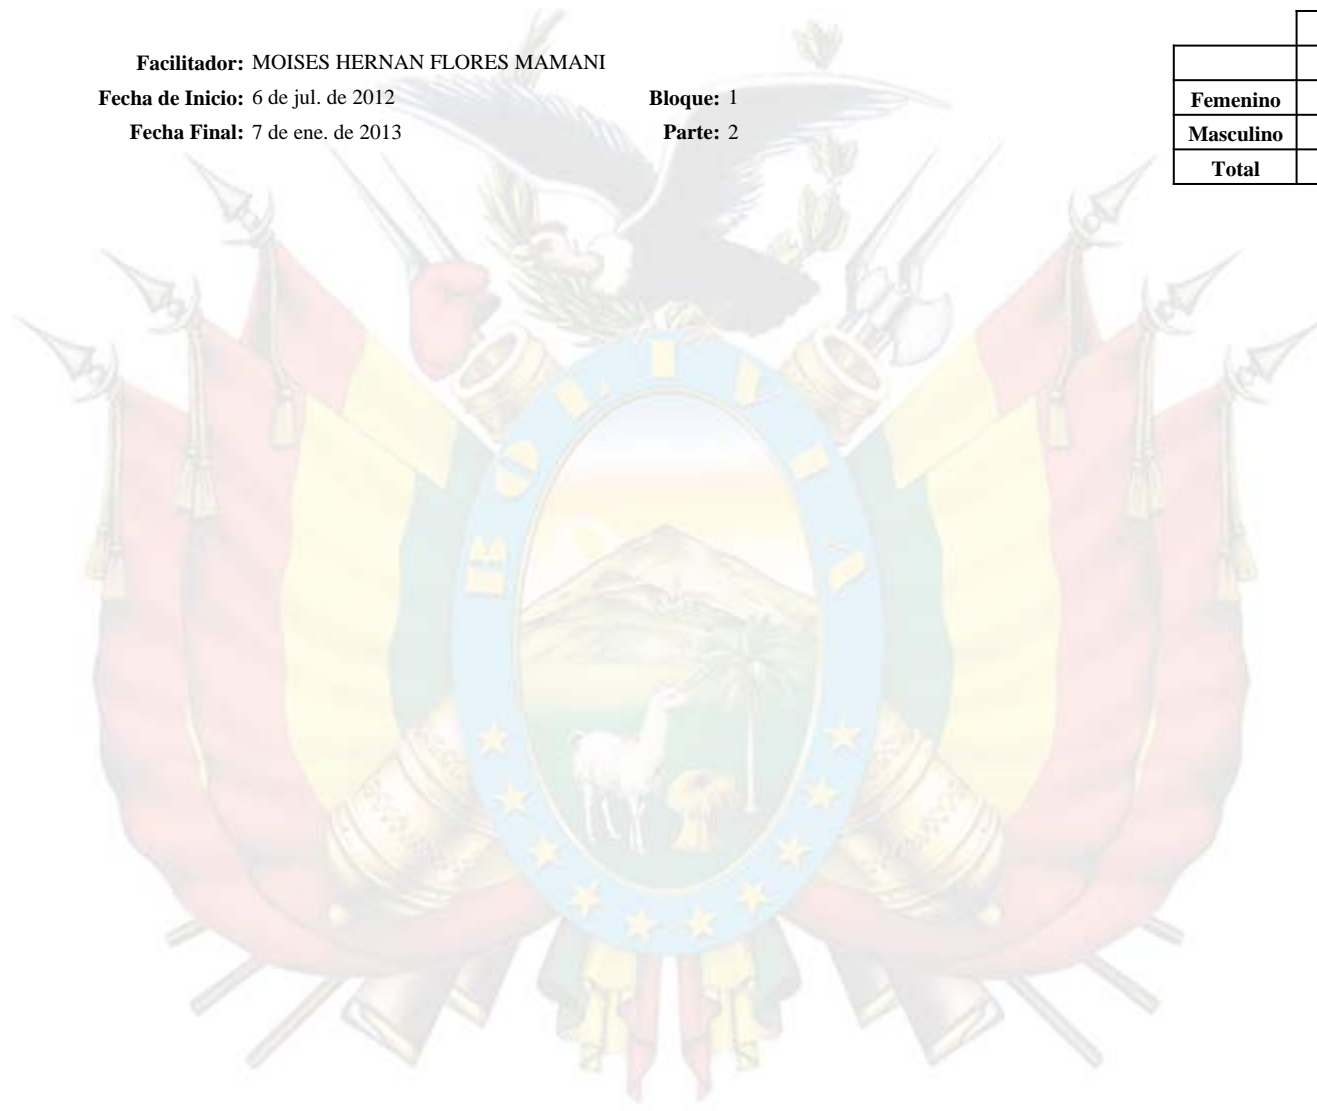 Facilitador: MOISES HERNAN FLORES MAMANI
Fecha de Inicio: 6 de jul. de 2012 Bloque: 1
Fecha Final: 7 de ene. de 2013 Parte: 2
Femenino
Masculino
Total
BOLIVIA